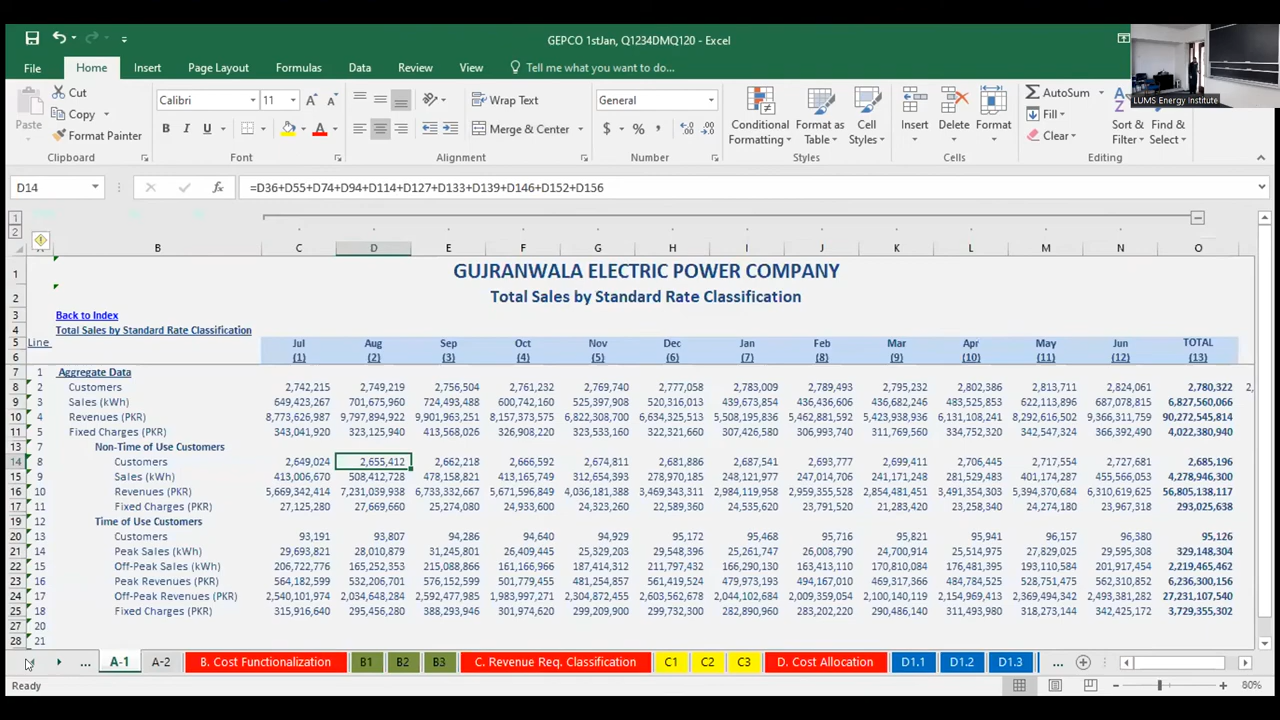 GEPCO 1stJan, Q1234DMQ120 - Excel
LUMS Energy Institute
File Home Insert Page Layout Formulas Data Review View Tell me what you want to do...
Paste Cut Copy Format Painter
Clipboard
Calibri 11 A A B I U A
Font
Wrap Text Merge & Center
Alignment
General $ % ,
Number
Conditional Formatting Format as Table Cell Styles
Styles
Insert Delete Format
Cells
AutoSum Fill Clear Sort & Filter Find & Select
Editing
D14 fx =D36+D55+D74+D94+D114+D127+D133+D139+D146+D152+D156
1
2
B C D E F G H I J K L M N O
1 GUJRANWALA ELECTRIC POWER COMPANY
2 Total Sales by Standard Rate Classification
3 Back to Index
4 Total Sales by Standard Rate Classification
5 Line Jul Aug Sep Oct Nov Dec Jan Feb Mar Apr May Jun TOTAL
6 (1) (2) (3) (4) (5) (6) (7) (8) (9) (10) (11) (12) (13)
7 1 Aggregate Data
8 2 Customers 2,742,215 2,749,219 2,756,504 2,761,232 2,769,740 2,777,058 2,783,009 2,789,493 2,795,232 2,802,386 2,813,711 2,824,061 2,780,322 2,
9 3 Sales (kWh) 649,423,267 701,675,960 724,493,488 600,742,160 525,397,908 520,316,013 439,673,854 436,436,606 436,682,246 483,525,853 622,113,896 687,078,815 6,827,560,066
10 4 Revenues (PKR) 8,773,626,987 9,797,894,922 9,901,963,251 8,157,373,575 6,822,308,700 6,634,325,513 5,508,195,836 5,462,881,592 5,423,938,936 6,131,108,241 8,292,616,502 9,366,311,759 90,272,545,814
11 5 Fixed Charges (PKR) 343,041,920 323,125,940 413,568,026 326,908,220 323,533,160 322,321,660 307,426,580 306,993,740 311,769,560 334,752,320 342,547,424 366,392,490 4,022,380,940
13 7 Non-Time of Use Customers
14 8 Customers 2,649,024 2,655,412 2,662,218 2,666,592 2,674,811 2,681,886 2,687,541 2,693,777 2,699,411 2,706,445 2,717,554 2,727,681 2,685,196
15 9 Sales (kWh) 413,006,670 508,412,728 478,158,821 413,165,749 312,654,393 278,970,185 248,121,977 247,014,706 241,171,248 281,529,483 401,174,287 455,566,053 4,278,946,300
16 10 Revenues (PKR) 5,669,342,414 7,231,039,938 6,733,332,667 5,671,596,849 4,036,181,388 3,469,343,311 2,984,119,958 2,959,355,528 2,854,481,451 3,491,354,303 5,394,370,684 6,310,619,625 56,805,138,117
17 11 Fixed Charges (PKR) 27,125,280 27,669,660 25,274,080 24,933,600 24,323,260 22,589,360 24,535,620 23,791,520 21,283,420 23,258,340 24,274,180 23,967,318 293,025,638
19 12 Time of Use Customers
20 13 Customers 93,191 93,807 94,286 94,640 94,929 95,172 95,468 95,716 95,821 95,941 96,157 96,380 95,126
21 14 Peak Sales (kWh) 29,693,821 28,010,879 31,245,801 26,409,445 25,329,203 29,548,396 25,261,747 26,008,790 24,700,914 25,514,975 27,829,025 29,595,308 329,148,304
22 15 Off-Peak Sales (kWh) 206,722,776 165,252,353 215,088,866 161,166,966 187,414,312 211,797,432 166,290,130 163,413,110 170,810,084 176,481,395 193,110,584 201,917,454 2,219,465,462
23 16 Peak Revenues (PKR) 564,182,599 532,206,701 576,152,599 501,779,455 481,254,857 561,419,524 479,973,193 494,167,010 469,317,366 484,784,525 528,751,475 562,310,852 6,236,300,156
24 17 Off-Peak Revenues (PKR) 2,540,101,974 2,034,648,284 2,592,477,985 1,983,997,271 2,304,872,455 2,603,562,678 2,044,102,684 2,009,359,054 2,100,140,119 2,154,969,413 2,369,494,342 2,493,381,282 27,231,107,540
25 18 Fixed Charges (PKR) 315,916,640 295,456,280 388,293,946 301,974,620 299,209,900 299,732,300 282,890,960 283,202,220 290,486,140 311,493,980 318,273,144 342,425,172 3,729,355,302
27 20
28 21
... A-1 A-2 B. Cost Functionalization B1 B2 B3 C. Revenue Req. Classification C1 C2 C3 D. Cost Allocation D1.1 D1.2 D1.3 ...
Ready 80%